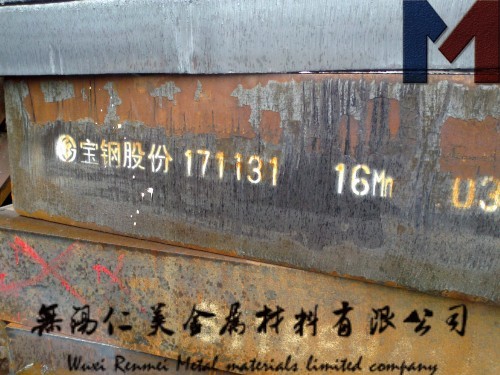 宝钢股份 171131 16Mn U3
無锡仁美金属材料有限公司
Wuxi Renmei Metal materials limited company